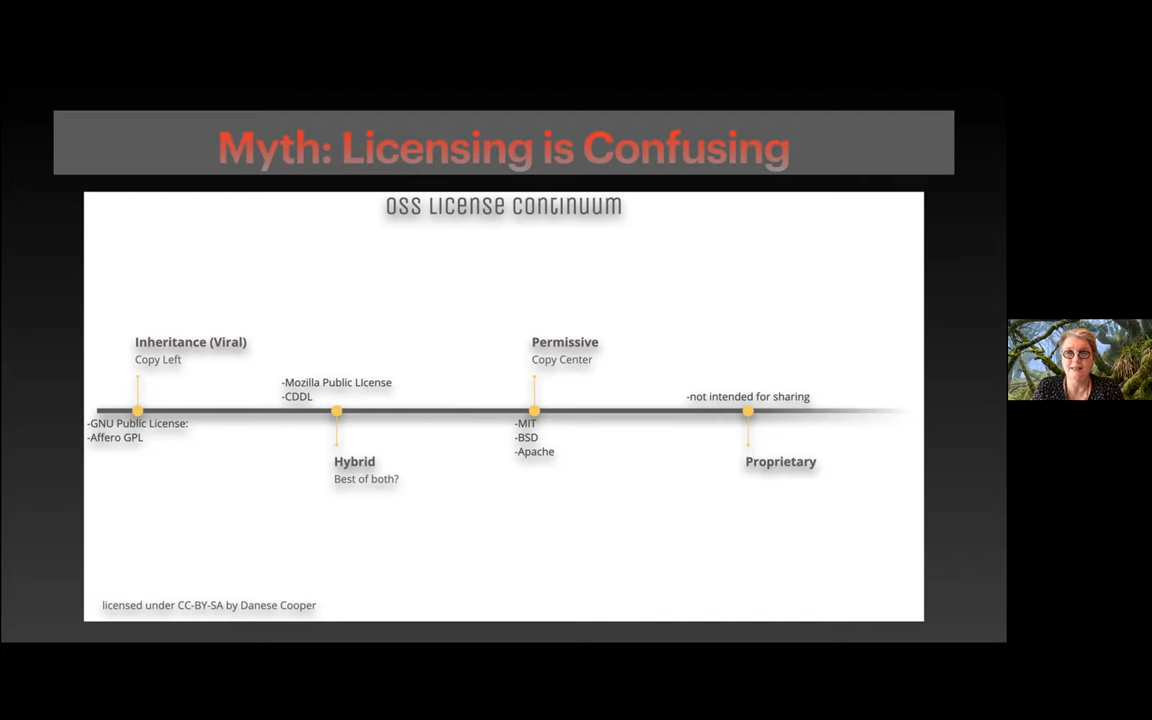 Myth: Licensing is Confusing
OSS License Continuum
Inheritance (Viral)
Copy Left
-GNU Public License:
-Affero GPL
-Mozilla Public LIcense
-CDDL
Hybrid
Best of both?
Permissive
Copy Center
-MIT
-BSD
-Apache
-not intended for sharing
Proprietary
licensed under CC-BY-SA by Danese Cooper